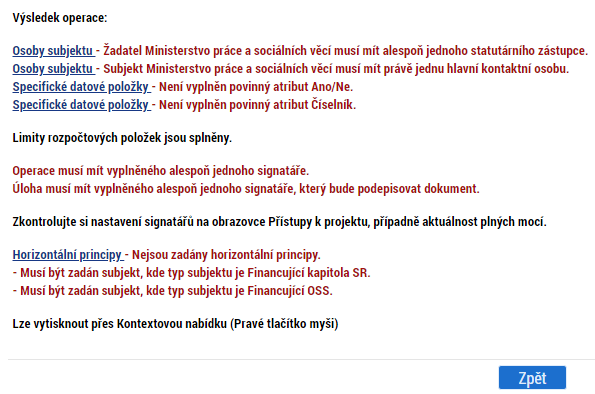 Výsledek operace:
Osoby subjektu - Žadatel Ministerstvo práce a sociálních věcí musí mít alespoň jednoho statutárního zástupce.
Osoby subjektu - Subjekt Ministerstvo práce a sociálních věcí musí mít právě jednu hlavní kontaktní osobu.
Specifické datové položky - Není vyplněn povinný atribut Ano/Ne.
Specifické datové položky - Není vyplněn povinný atribut Číselník.
Limity rozpočtových položek jsou splněny.
Operace musí mít vyplněného alespoň jednoho signatáře.
Úloha musí mít vyplněného alespoň jednoho signatáře, který bude podepisovat dokument.
Zkontrolujte si nastavení signatářů na obrazovce Přístupy k projektu, případně aktuálnost plných mocí.
Horizontální principy - Nejsou zadány horizontální principy.
- Musí být zadán subjekt, kde typ subjektu je Financující kapitola SR.
- Musí být zadán subjekt, kde typ subjektu je Financující OSS.
Lze vytisknout přes Kontextovou nabídku (Pravé tlačítko myši)
Zpět